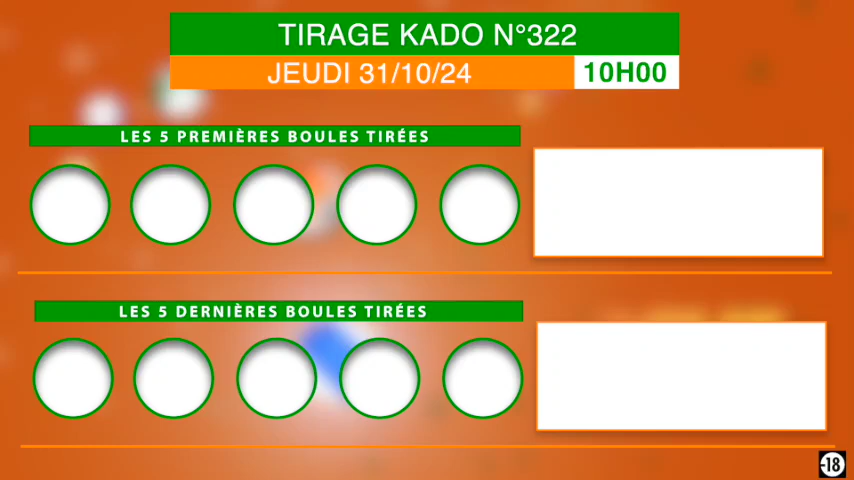 TIRAGE KADO N°322
JEUDI 31/10/24 10H00
LES 5 PREMIÈRES BOULES TIRÉES
LES 5 DERNIÈRES BOULES TIRÉES
-18